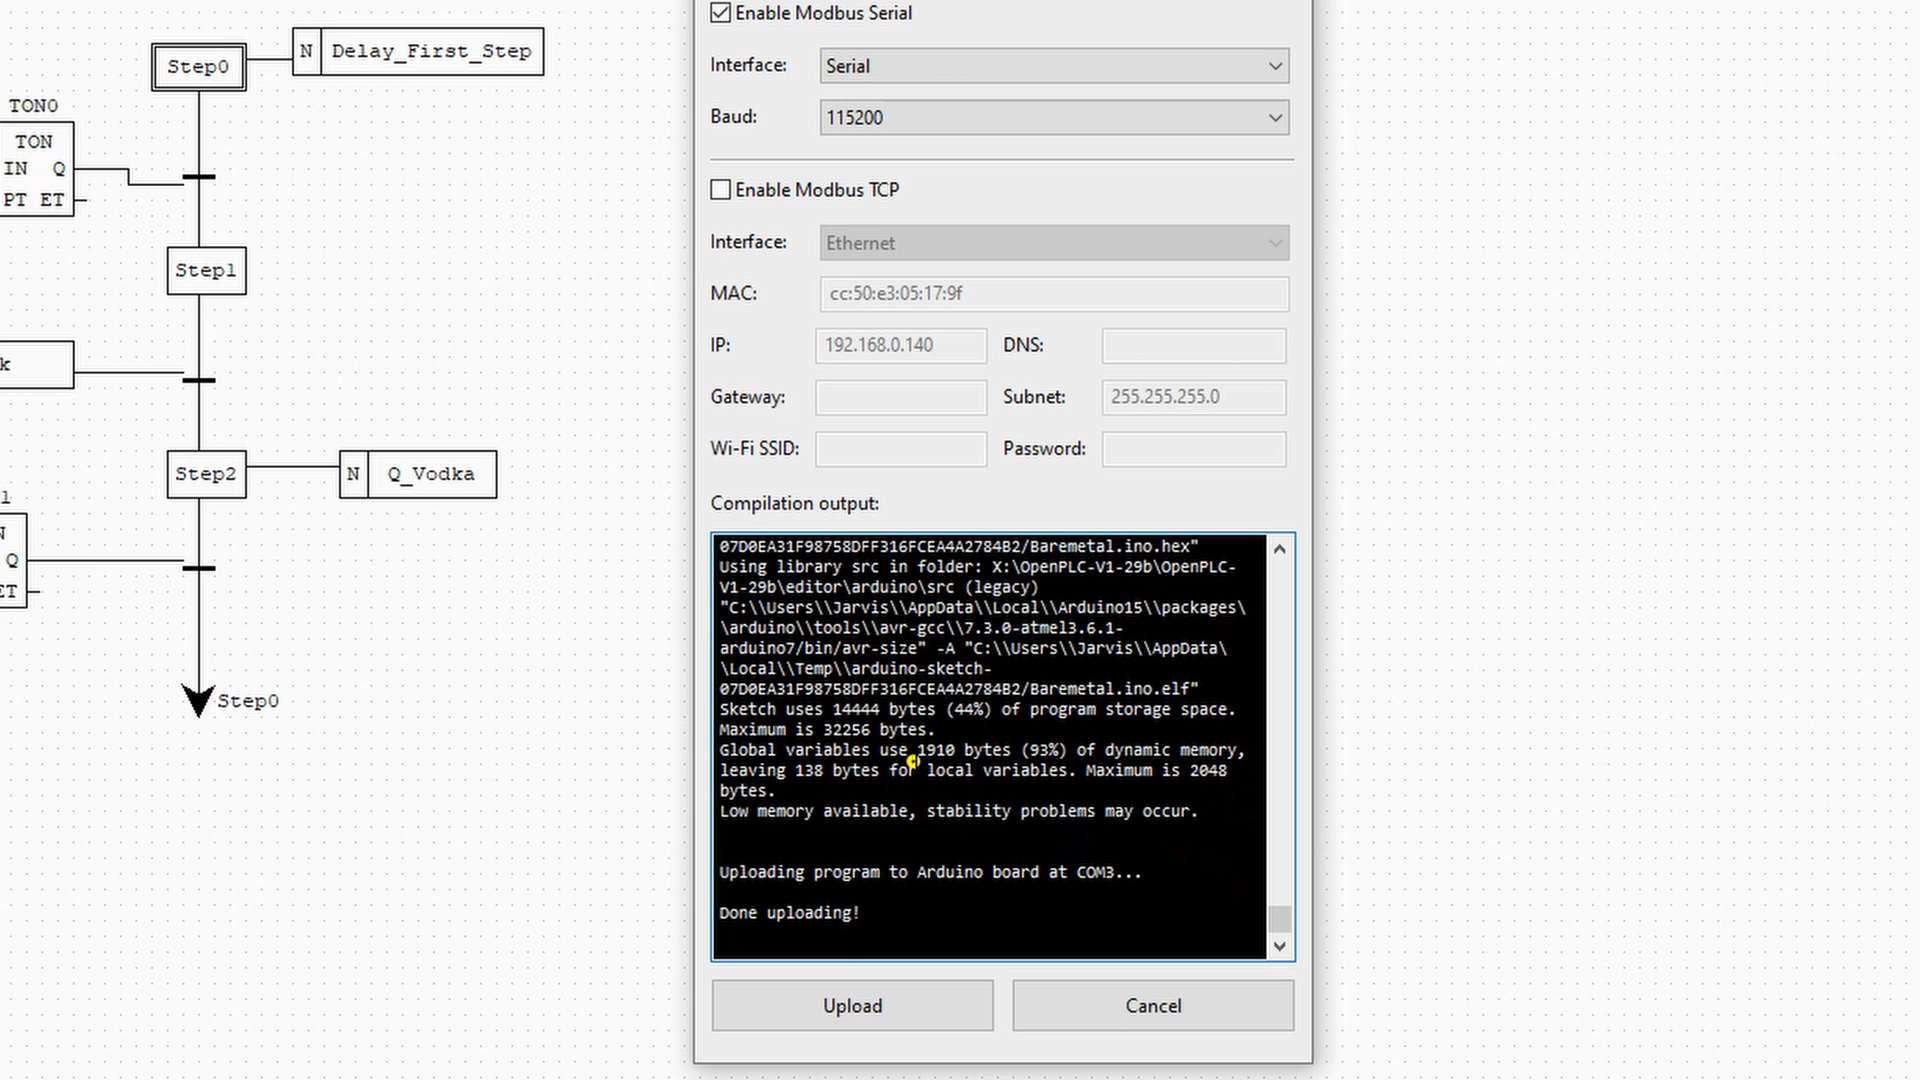 Step0
N Delay_First_Step
TON0
TON
IN Q
PT ET
Step1
k
Step2
N Q_Vodka
1
N
Q
ET
Step0
Enable Modbus Serial
Interface: Serial
Baud: 115200
Enable Modbus TCP
Interface: Ethernet
MAC: cc:50:e3:05:17:9f
IP: 192.168.0.140 DNS:
Gateway: Subnet: 255.255.255.0
Wi-Fi SSID: Password:
Compilation output:
07D0EA31F98758DFF316FCEA4A2784B2/Baremetal.ino.hex"
Using library src in folder: X:\OpenPLC-V1-29b\OpenPLC-
V1-29b\editor\arduino\src (legacy)
"C:\\Users\\Jarvis\\AppData\\Local\\Arduino15\\packages\
\arduino\\tools\\avr-gcc\\7.3.0-atmel3.6.1-
arduino7/bin/avr-size" -A "C:\\Users\\Jarvis\\AppData\
\Local\\Temp\\arduino-sketch-
07D0EA31F98758DFF316FCEA4A2784B2/Baremetal.ino.elf"
Sketch uses 14444 bytes (44%) of program storage space.
Maximum is 32256 bytes.
Global variables use 1910 bytes (93%) of dynamic memory,
leaving 138 bytes for local variables. Maximum is 2048
bytes.
Low memory available, stability problems may occur.
Uploading program to Arduino board at COM3...
Done uploading!
Upload Cancel